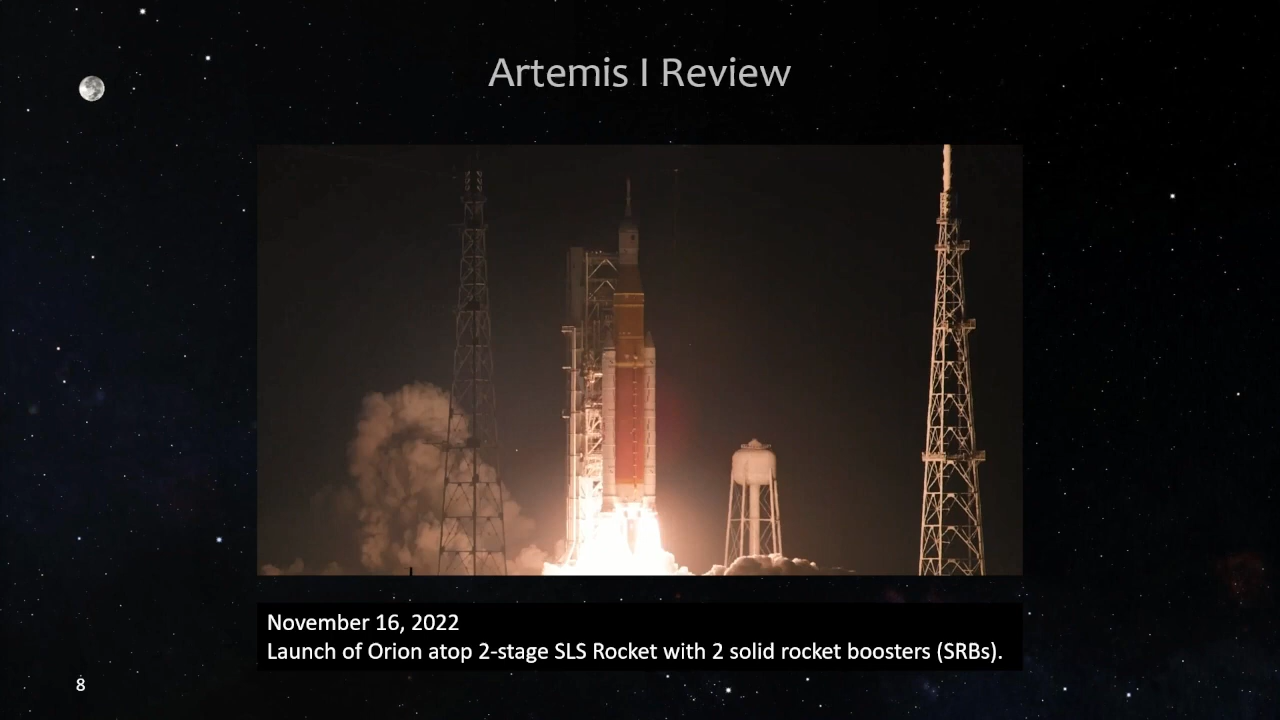 Artemis I Review
November 16, 2022
Launch of Orion atop 2-stage SLS Rocket with 2 solid rocket boosters (SRBs).
8